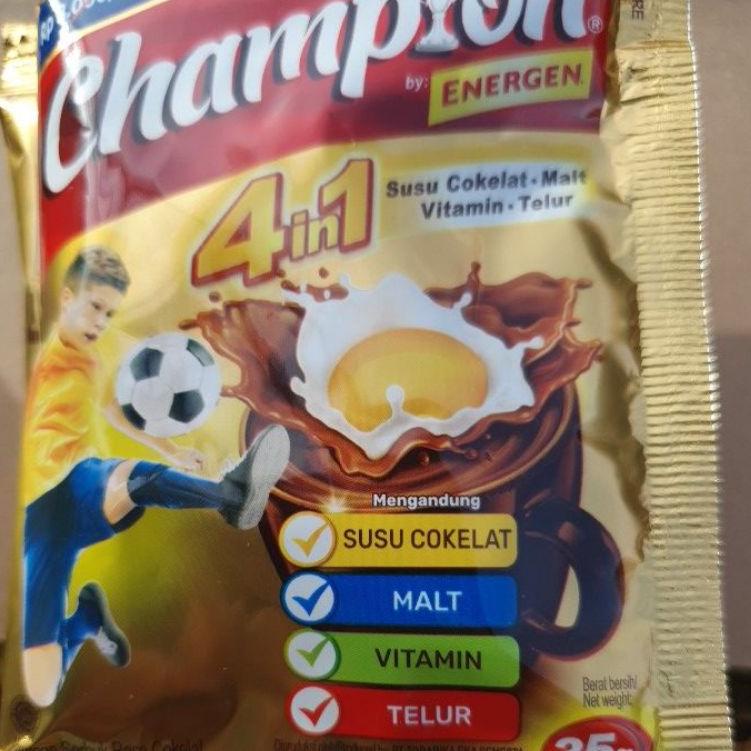 Champion®
by: ENERGEN
4in1
Susu Cokelat • Malt
Vitamin • Telur
Mengandung
SUSU COKELAT
MALT
VITAMIN
TELUR
Berat bersih/
Net weight:
35